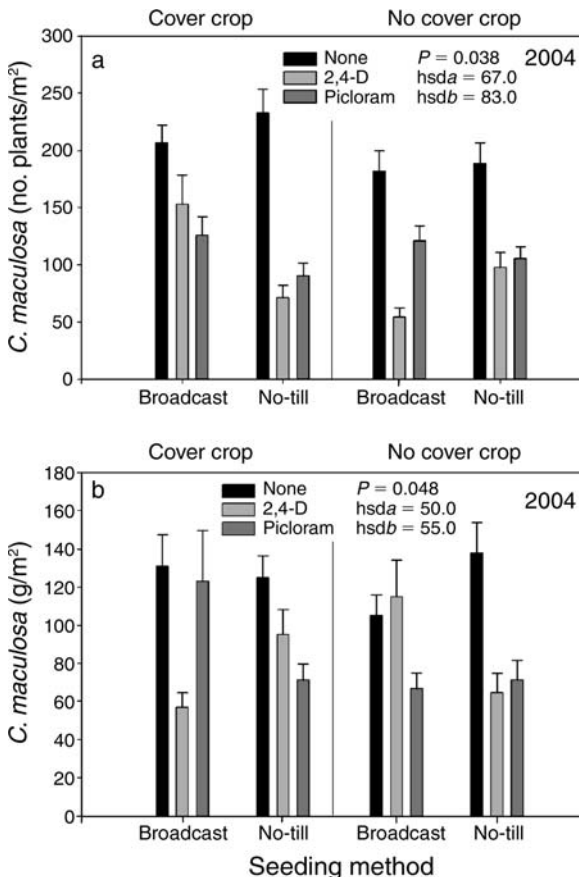 Cover crop No cover crop
300
250
200
150
100
50
0
C. maculosa (no. plants/m²)
a
None P = 0.038 2004
2,4-D hsda = 67.0
Picloram hsdb = 83.0
Broadcast No-till Broadcast No-till
Cover crop No cover crop
180
160
140
120
100
80
60
40
20
0
C. maculosa (g/m²)
b
None P = 0.048 2004
2,4-D hsda = 50.0
Picloram hsdb = 55.0
Broadcast No-till Broadcast No-till
Seeding method